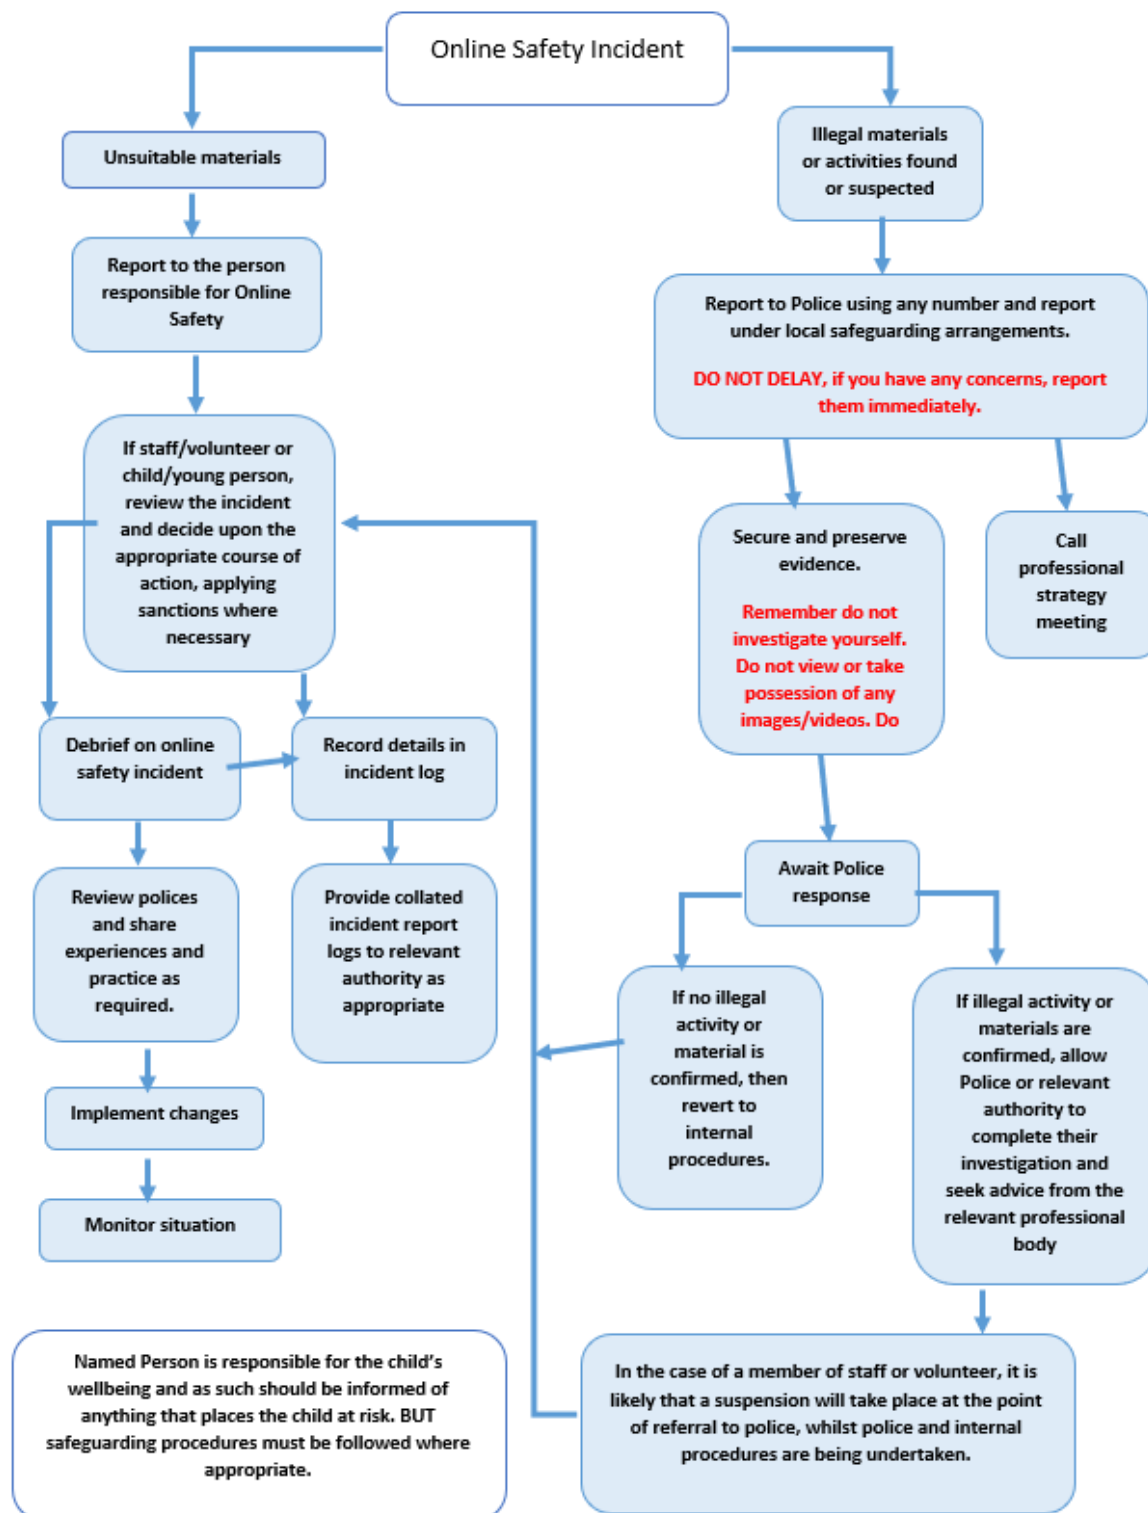 Online Safety Incident
Unsuitable materials
Report to the person
responsible for Online
Safety
If staff/volunteer or
child/young person,
review the incident
and decide upon the
appropriate course of
action, applying
sanctions where
necessary
Debrief on online
safety incident
Record details in
incident log
Review polices
and share
experiences and
practice as
required.
Provide collated
incident report
logs to relevant
authority as
appropriate
Implement changes
Monitor situation
Illegal materials
or activities found
or suspected
Report to Police using any number and report
under local safeguarding arrangements.
DO NOT DELAY, if you have any concerns, report
them immediately.
Secure and preserve
evidence.
Remember do not
investigate yourself.
Do not view or take
possession of any
images/videos. Do
Call
professional
strategy
meeting
Await Police
response
If no illegal
activity or
material is
confirmed, then
revert to
internal
procedures.
If illegal activity or
materials are
confirmed, allow
Police or relevant
authority to
complete their
investigation and
seek advice from the
relevant professional
body
In the case of a member of staff or volunteer, it is
likely that a suspension will take place at the point
of referral to police, whilst police and internal
procedures are being undertaken.
Named Person is responsible for the child’s
wellbeing and as such should be informed of
anything that places the child at risk. BUT
safeguarding procedures must be followed where
appropriate.